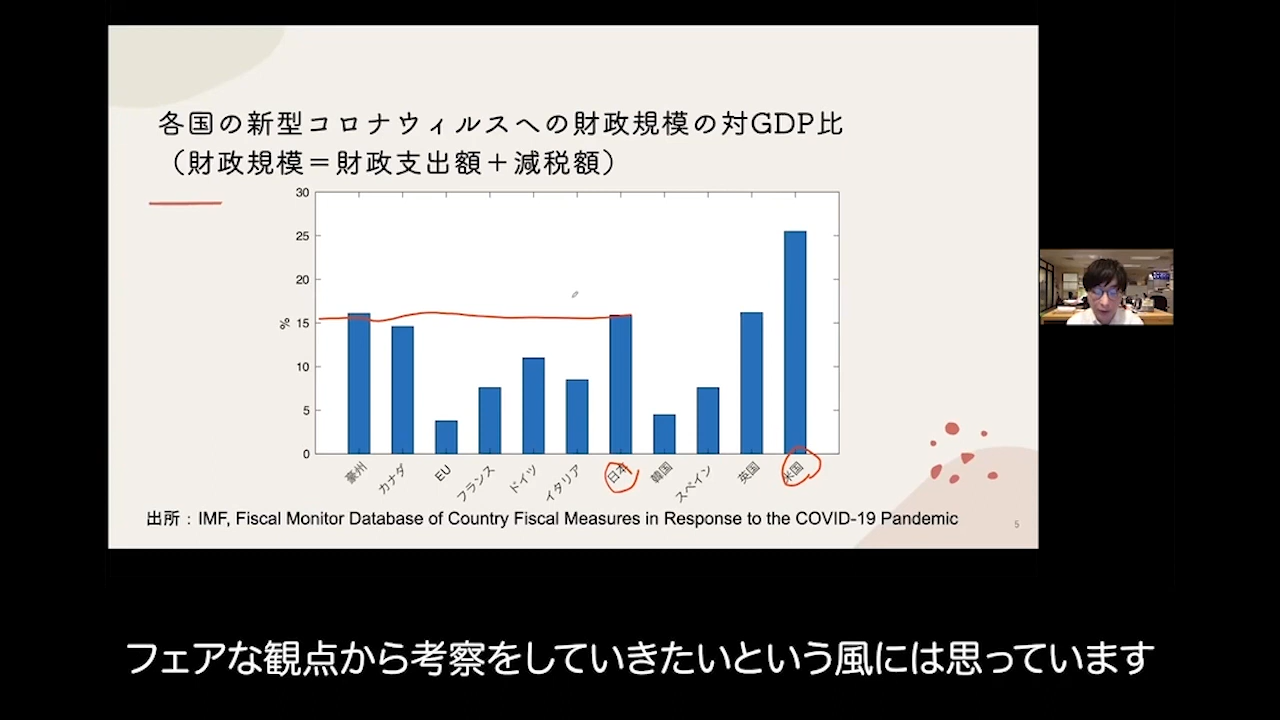 各国の新型コロナウィルスへの財政規模の対GDP比
（財政規模＝財政支出額＋減税額）
30
25
20
15
10
5
0
%
豪州
カナダ
EU
フランス
ドイツ
イタリア
日本
韓国
スペイン
英国
米国
出所：IMF, Fiscal Monitor Database of Country Fiscal Measures in Response to the COVID-19 Pandemic
5
フェアな観点から考察をしていきたいという風には思っています